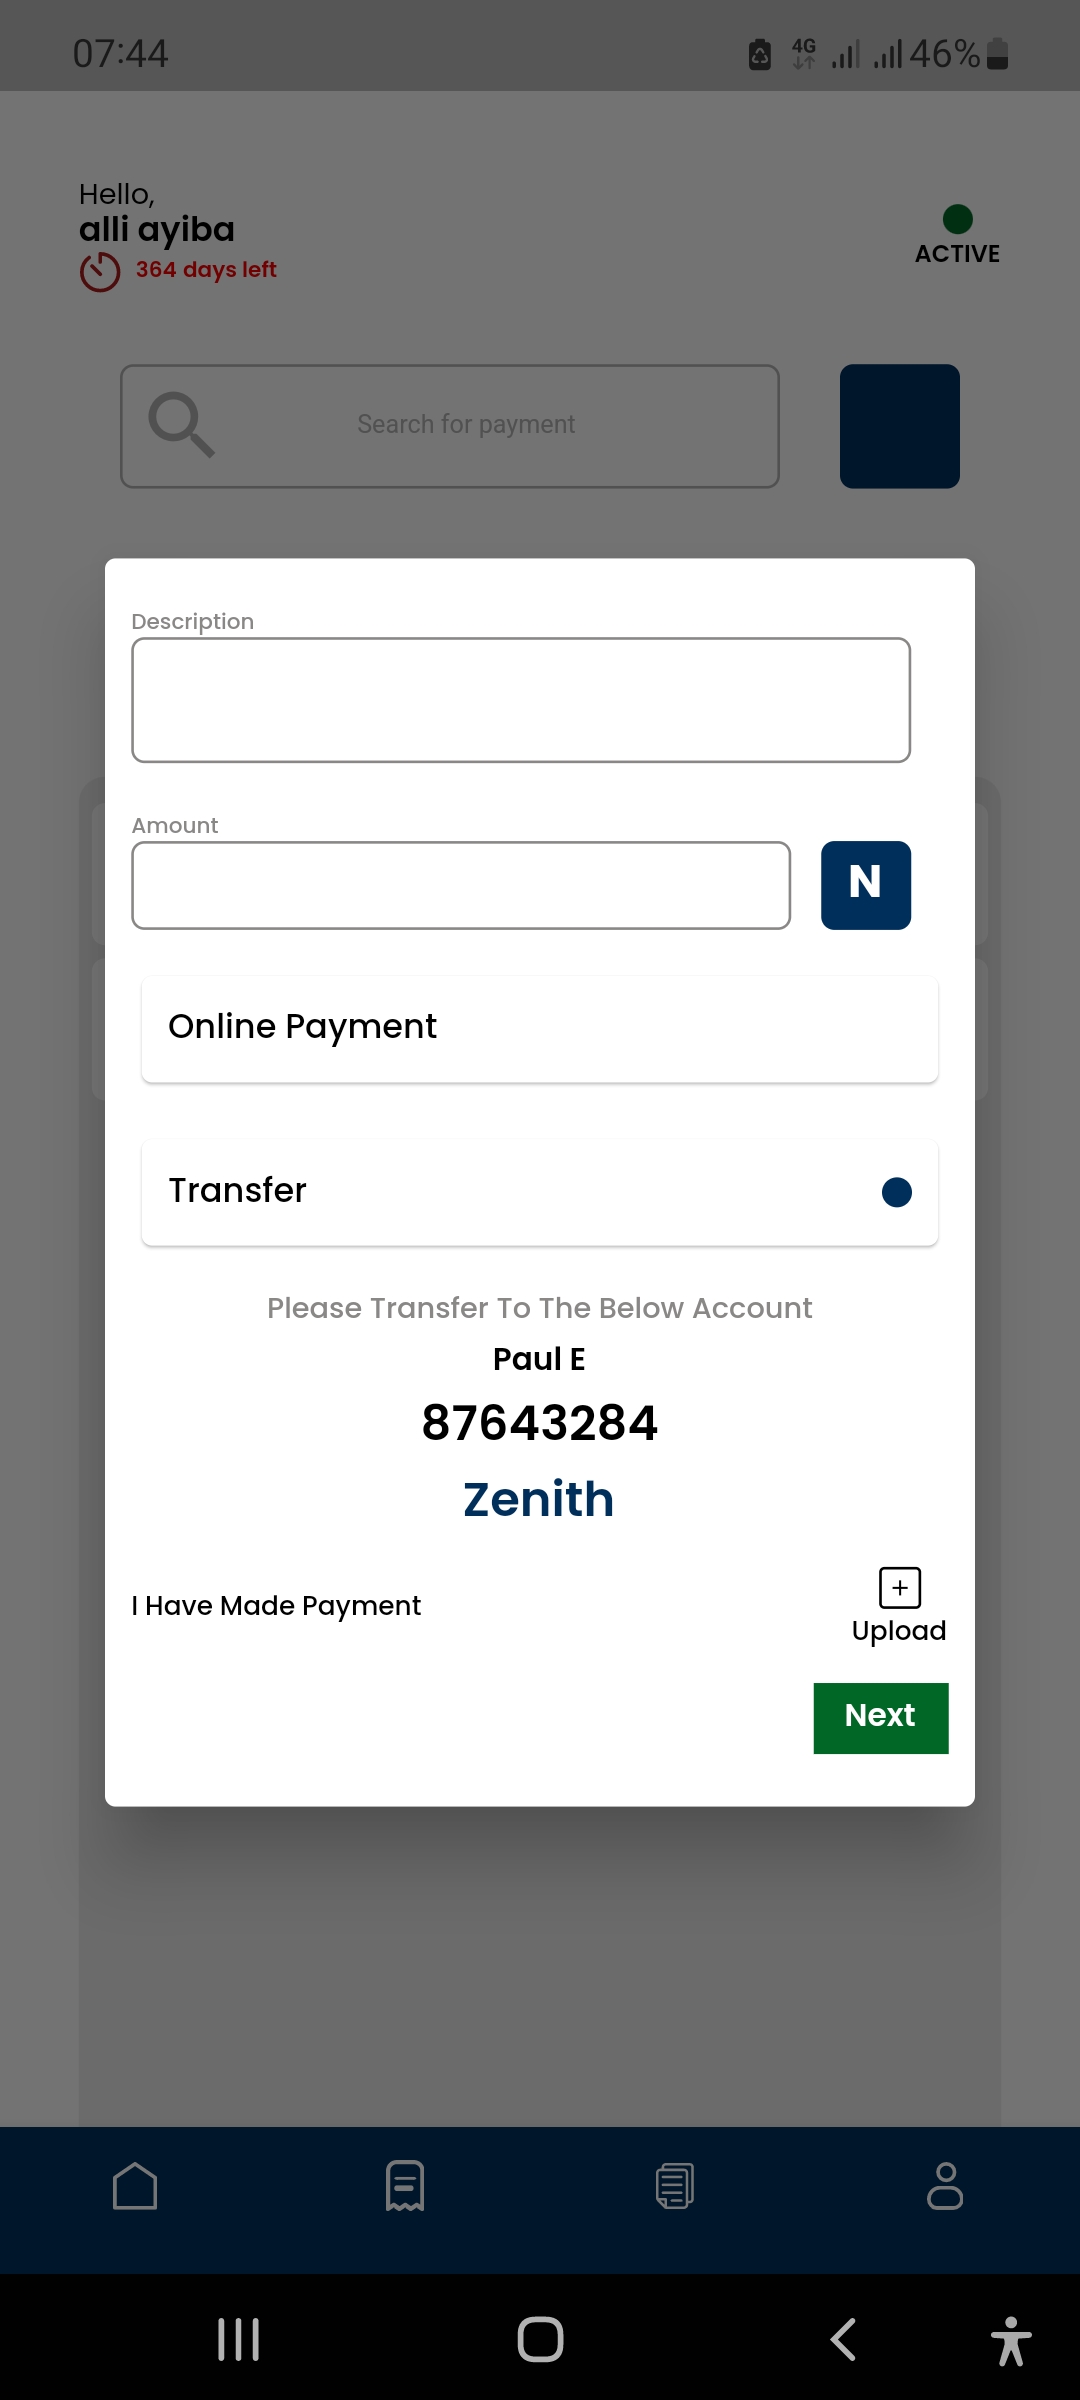 07:44
4G
46%
Hello,
alli ayiba
364 days left
ACTIVE
Search for payment
Description
Amount
N
Online Payment
Transfer
Please Transfer To The Below Account
Paul E
87643284
Zenith
I Have Made Payment
Upload
Next